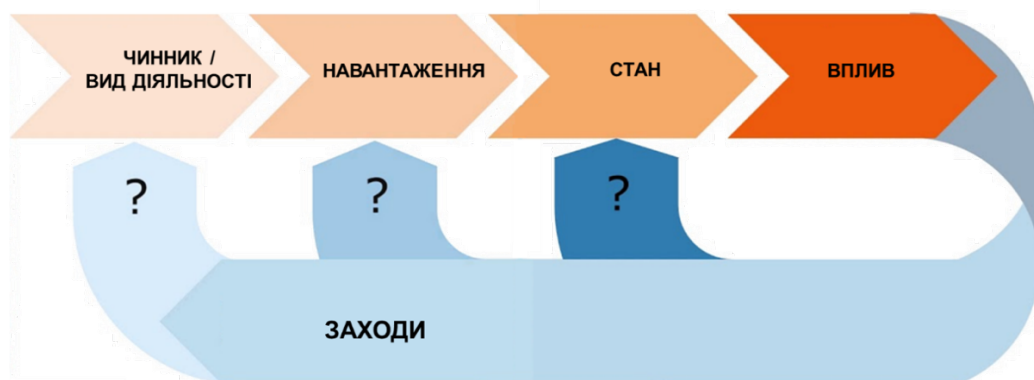 ЧИННИК /
ВИД ДІЯЛЬНОСТІ
НАВАНТАЖЕННЯ
СТАН
ВПЛИВ
?
?
?
ЗАХОДИ